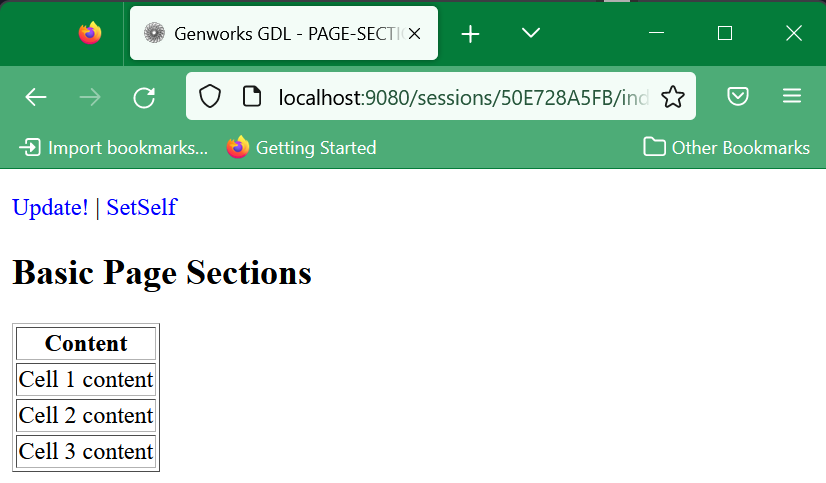 Genworks GDL - PAGE-SECTIO
localhost:9080/sessions/50E728A5FB/ind
Import bookmarks... Getting Started Other Bookmarks
Update! | SetSelf
Basic Page Sections
Content
Cell 1 content
Cell 2 content
Cell 3 content